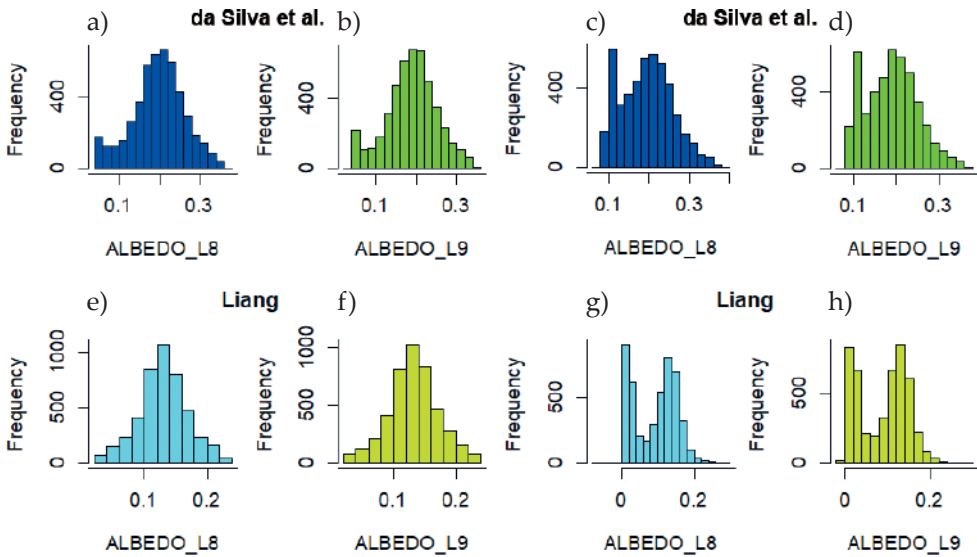 a) da Silva et al. b) c) da Silva et al. d)
Frequency 0 400 0.1 0.3 ALBEDO_L8
Frequency 0 400 0.1 0.3 ALBEDO_L9
Frequency 0 400 0.1 0.3 ALBEDO_L8
Frequency 0 400 0.1 0.3 ALBEDO_L9
e) Liang f) g) Liang h)
Frequency 0 500 1000 0.1 0.2 ALBEDO_L8
Frequency 0 500 1000 0.1 0.2 ALBEDO_L9
Frequency 0 500 0 0.2 ALBEDO_L8
Frequency 0 500 0 0.2 ALBEDO_L9